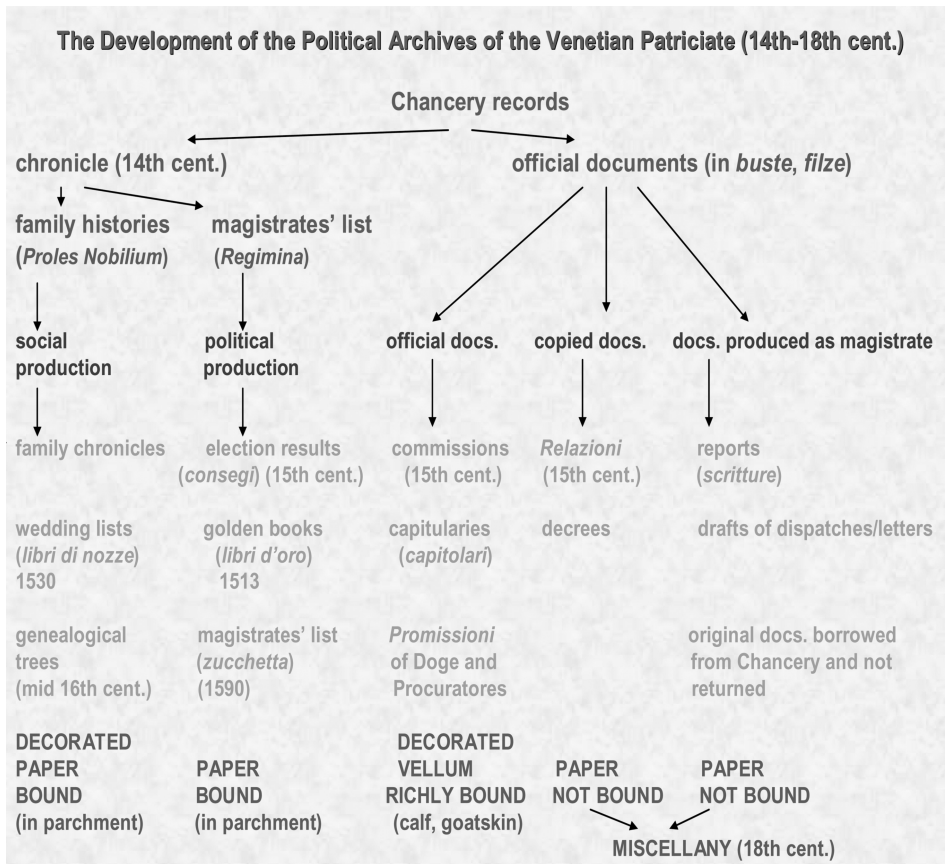 The Development of the Political Archives of the Venetian Patriciate (14th-18th cent.)
Chancery records
chronicle (14th cent.)
official documents (in buste, filze)
family histories
(Proles Nobilium)
magistrates’ list
(Regimina)
social
production
political
production
official docs.
copied docs.
docs. produced as magistrate
family chronicles
election results
(consegi) (15th cent.)
commissions
(15th cent.)
Relazioni
(15th cent.)
reports
(scritture)
wedding lists
(libri di nozze)
1530
golden books
(libri d’oro)
1513
capitularies
(capitolari)
decrees
drafts of dispatches/letters
genealogical
trees
(mid 16th cent.)
magistrates’ list
(zucchetta)
(1590)
Promissioni
of Doge and
Procuratores
original docs. borrowed
from Chancery and not
returned
DECORATED
PAPER
BOUND
(in parchment)
PAPER
BOUND
(in parchment)
DECORATED
VELLUM
RICHLY BOUND
(calf, goatskin)
PAPER
NOT BOUND
PAPER
NOT BOUND
MISCELLANY (18th cent.)